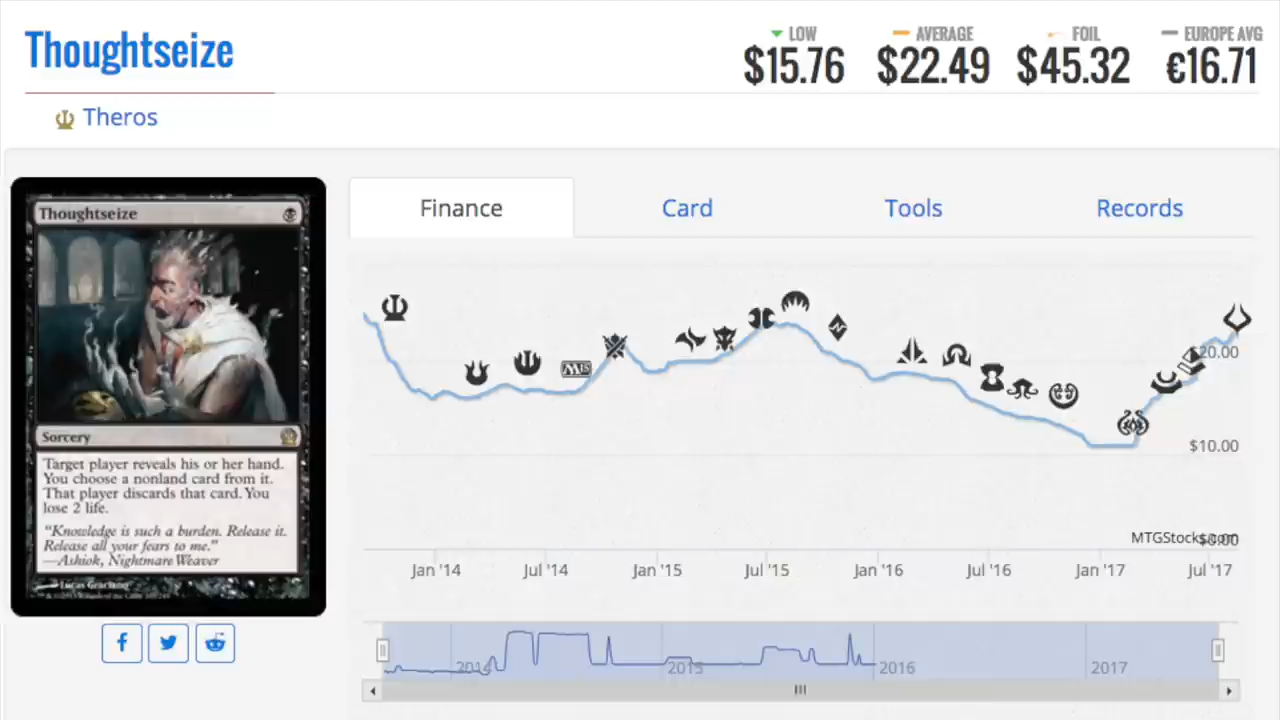 Thoughtseize
LOW
AVERAGE
FOIL
EUROPE AVG
$15.76
$22.49
$45.32
€16.71
Theros
Finance
Card
Tools
Records
Thoughtseize
Sorcery
Target player reveals his or her hand.
You choose a nonland card from it.
That player discards that card. You
lose 2 life.
"Knowledge is such a burden. Release it.
Release all your fears to me."
—Ashiok, Nightmare Weaver
M15
$20.00
$10.00
$0.00
MTGStocks.com
Jan '14
Jul '14
Jan '15
Jul '15
Jan '16
Jul '16
Jan '17
Jul '17
2014
2015
2016
2017